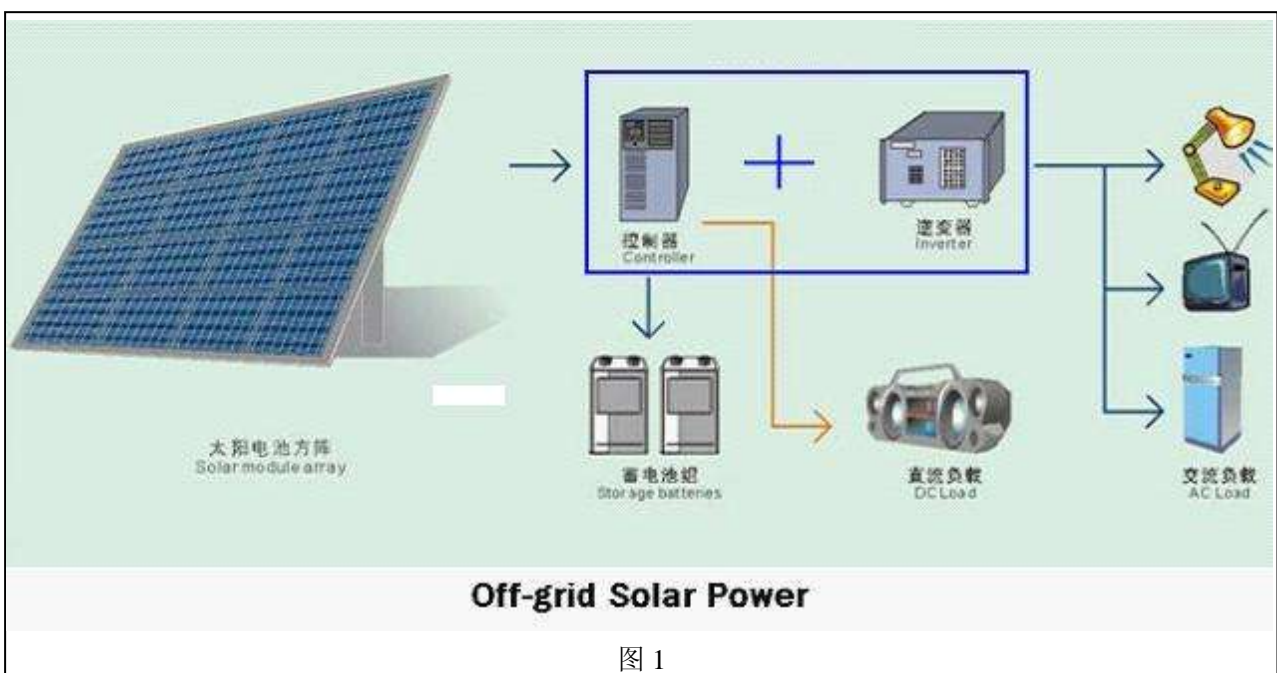 控制器
Controller
逆变器
Inverter
太阳电池方阵
Solar module array
蓄电池组
Storage batteries
直流负载
DC Load
交流负载
AC Load
Off-grid Solar Power
图 1